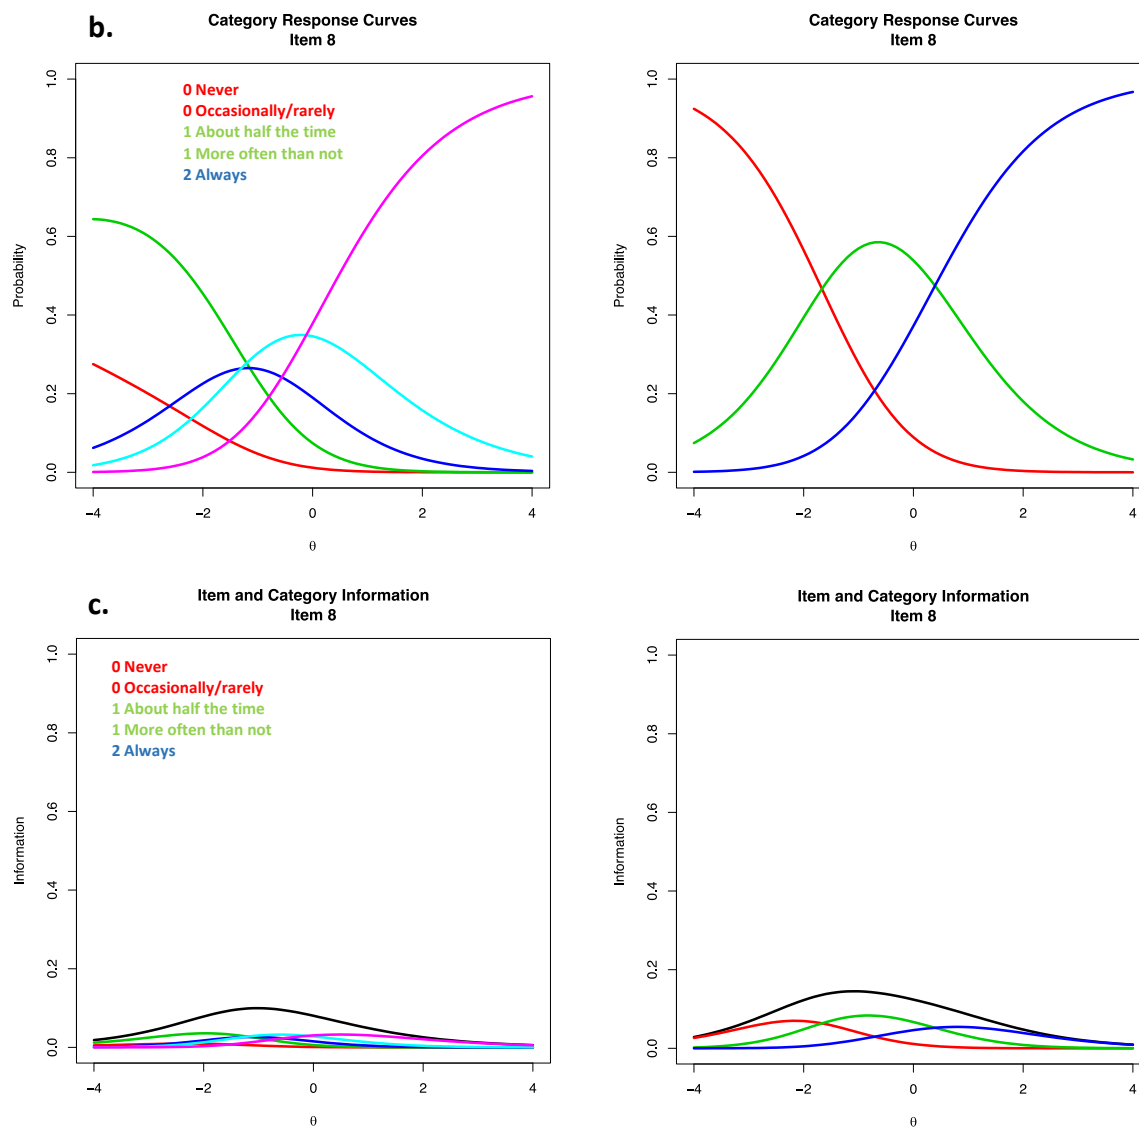 b.
Category Response Curves
Item 8
0 Never
0 Occasionally/rarely
1 About half the time
1 More often than not
2 Always
Probability
0.0
0.2
0.4
0.6
0.8
1.0
−4
−2
0
2
4
θ
Category Response Curves
Item 8
Probability
0.0
0.2
0.4
0.6
0.8
1.0
−4
−2
0
2
4
θ
c.
Item and Category Information
Item 8
0 Never
0 Occasionally/rarely
1 About half the time
1 More often than not
2 Always
Information
0.0
0.2
0.4
0.6
0.8
1.0
−4
−2
0
2
4
θ
Item and Category Information
Item 8
Information
0.0
0.2
0.4
0.6
0.8
1.0
−4
−2
0
2
4
θ